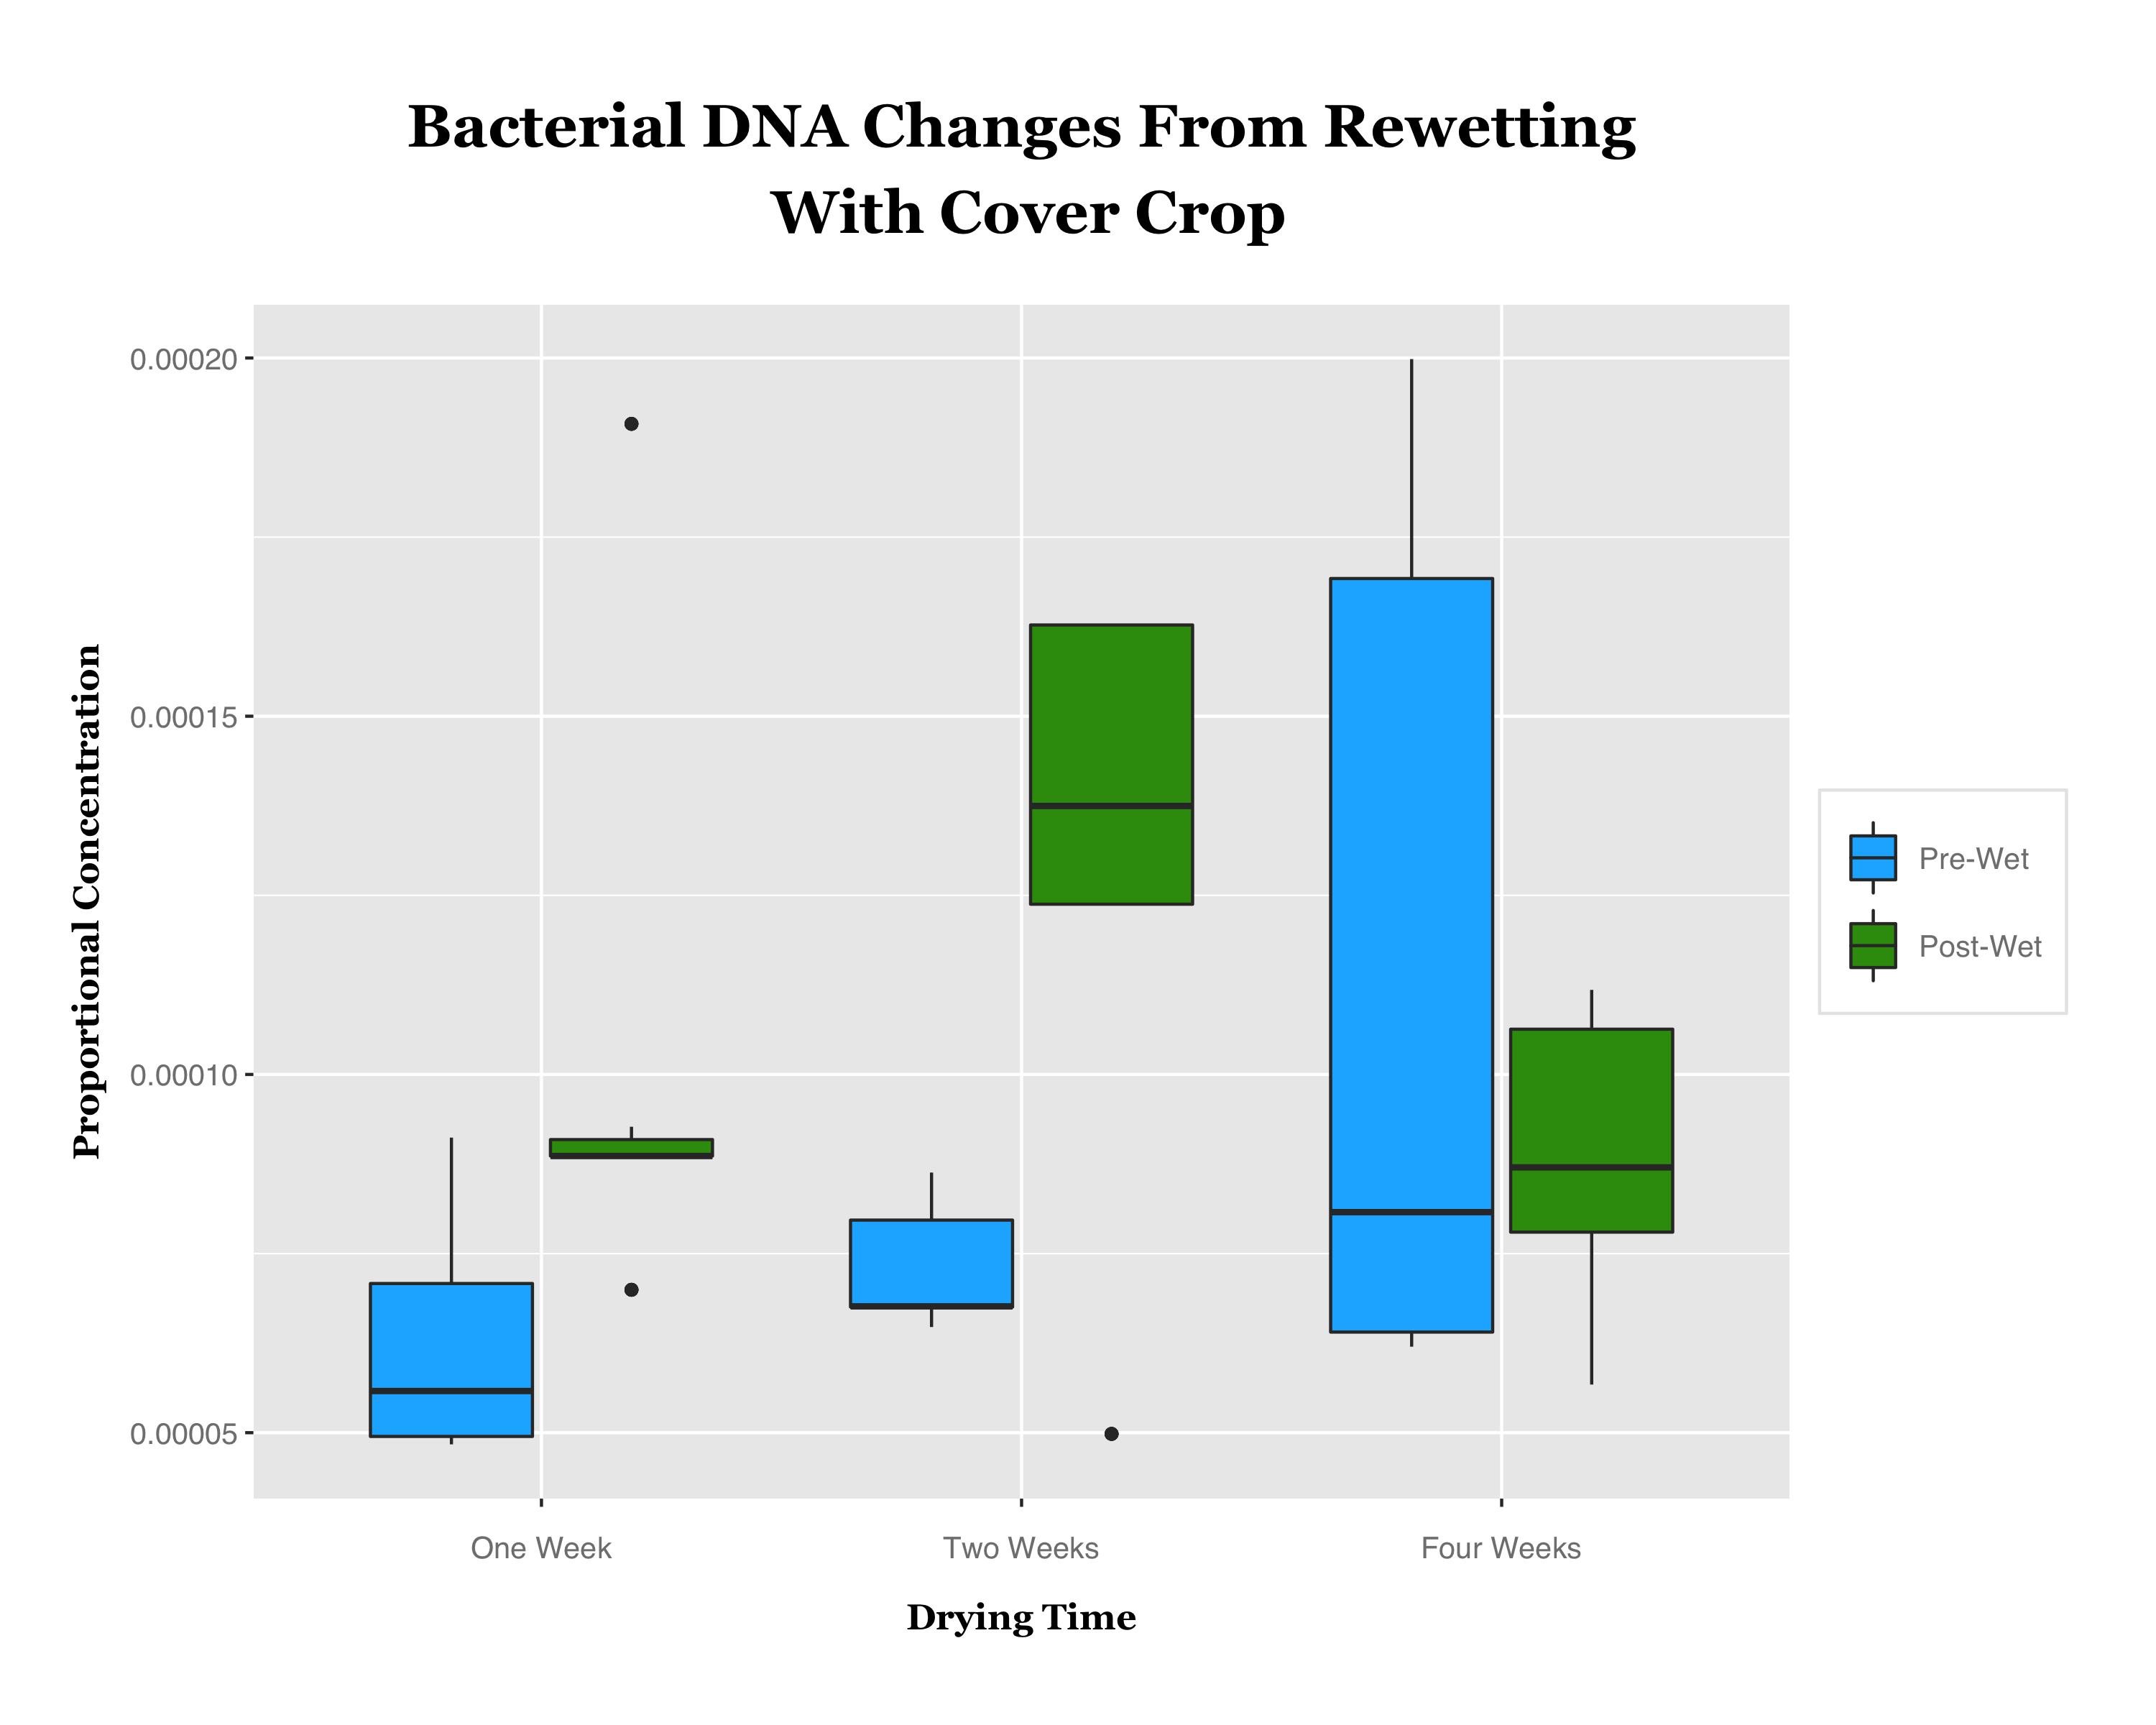 Bacterial DNA Changes From Rewetting
With Cover Crop
Proportional Concentration
0.00020
0.00015
0.00010
0.00005
One Week
Two Weeks
Four Weeks
Drying Time
Pre-Wet
Post-Wet